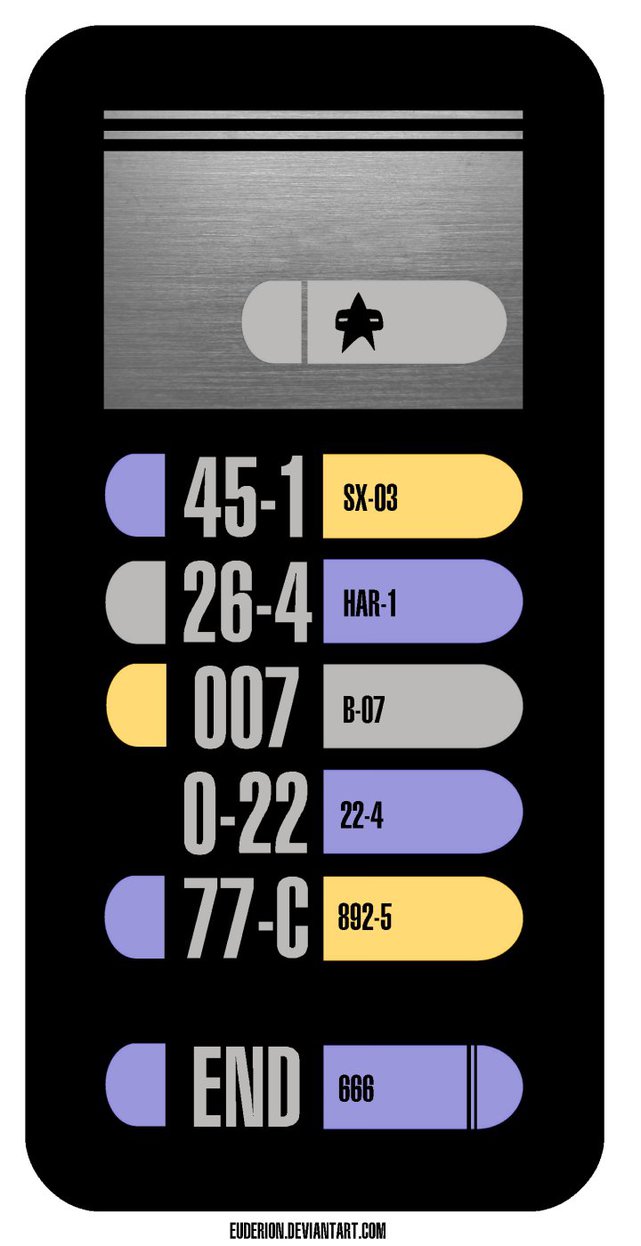 45-1 SX-03
26-4 HAR-1
007 B-07
0-22 22-4
77-C 892-5
END 666
EUDERION.DEVIANTART.COM